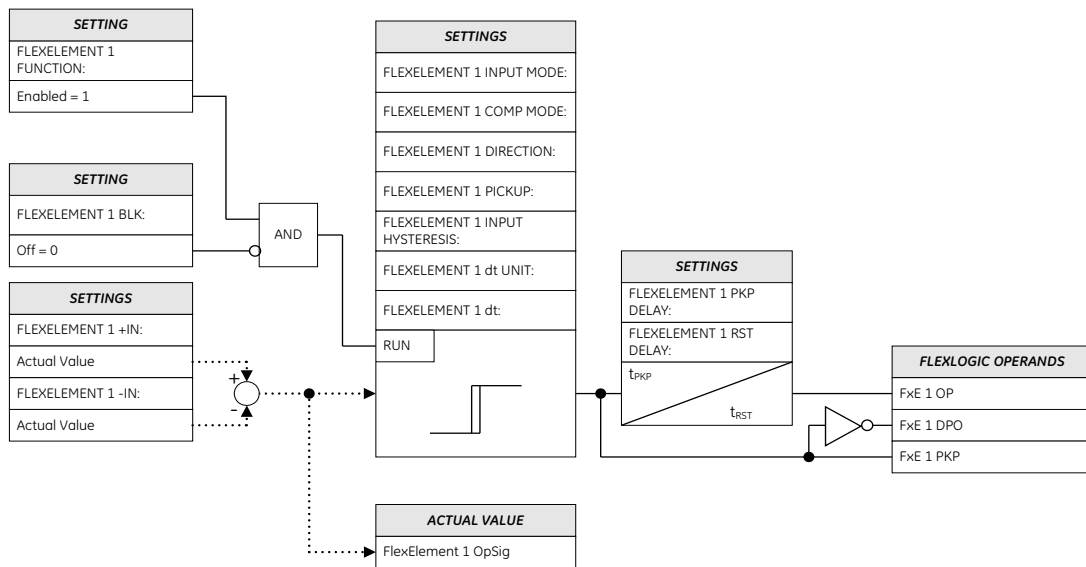 SETTING
FLEXELEMENT 1
FUNCTION:
Enabled = 1
SETTING
FLEXELEMENT 1 BLK:
Off = 0
SETTINGS
FLEXELEMENT 1 +IN:
Actual Value
FLEXELEMENT 1 -IN:
Actual Value
+
-
AND
SETTINGS
FLEXELEMENT 1 INPUT MODE:
FLEXELEMENT 1 COMP MODE:
FLEXELEMENT 1 DIRECTION:
FLEXELEMENT 1 PICKUP:
FLEXELEMENT 1 INPUT
HYSTERESIS:
FLEXELEMENT 1 dt UNIT:
FLEXELEMENT 1 dt:
RUN
ACTUAL VALUE
FlexElement 1 OpSig
SETTINGS
FLEXELEMENT 1 PKP
DELAY:
FLEXELEMENT 1 RST
DELAY:
tPKP
tRST
FLEXLOGIC OPERANDS
FxE 1 OP
FxE 1 DPO
FxE 1 PKP